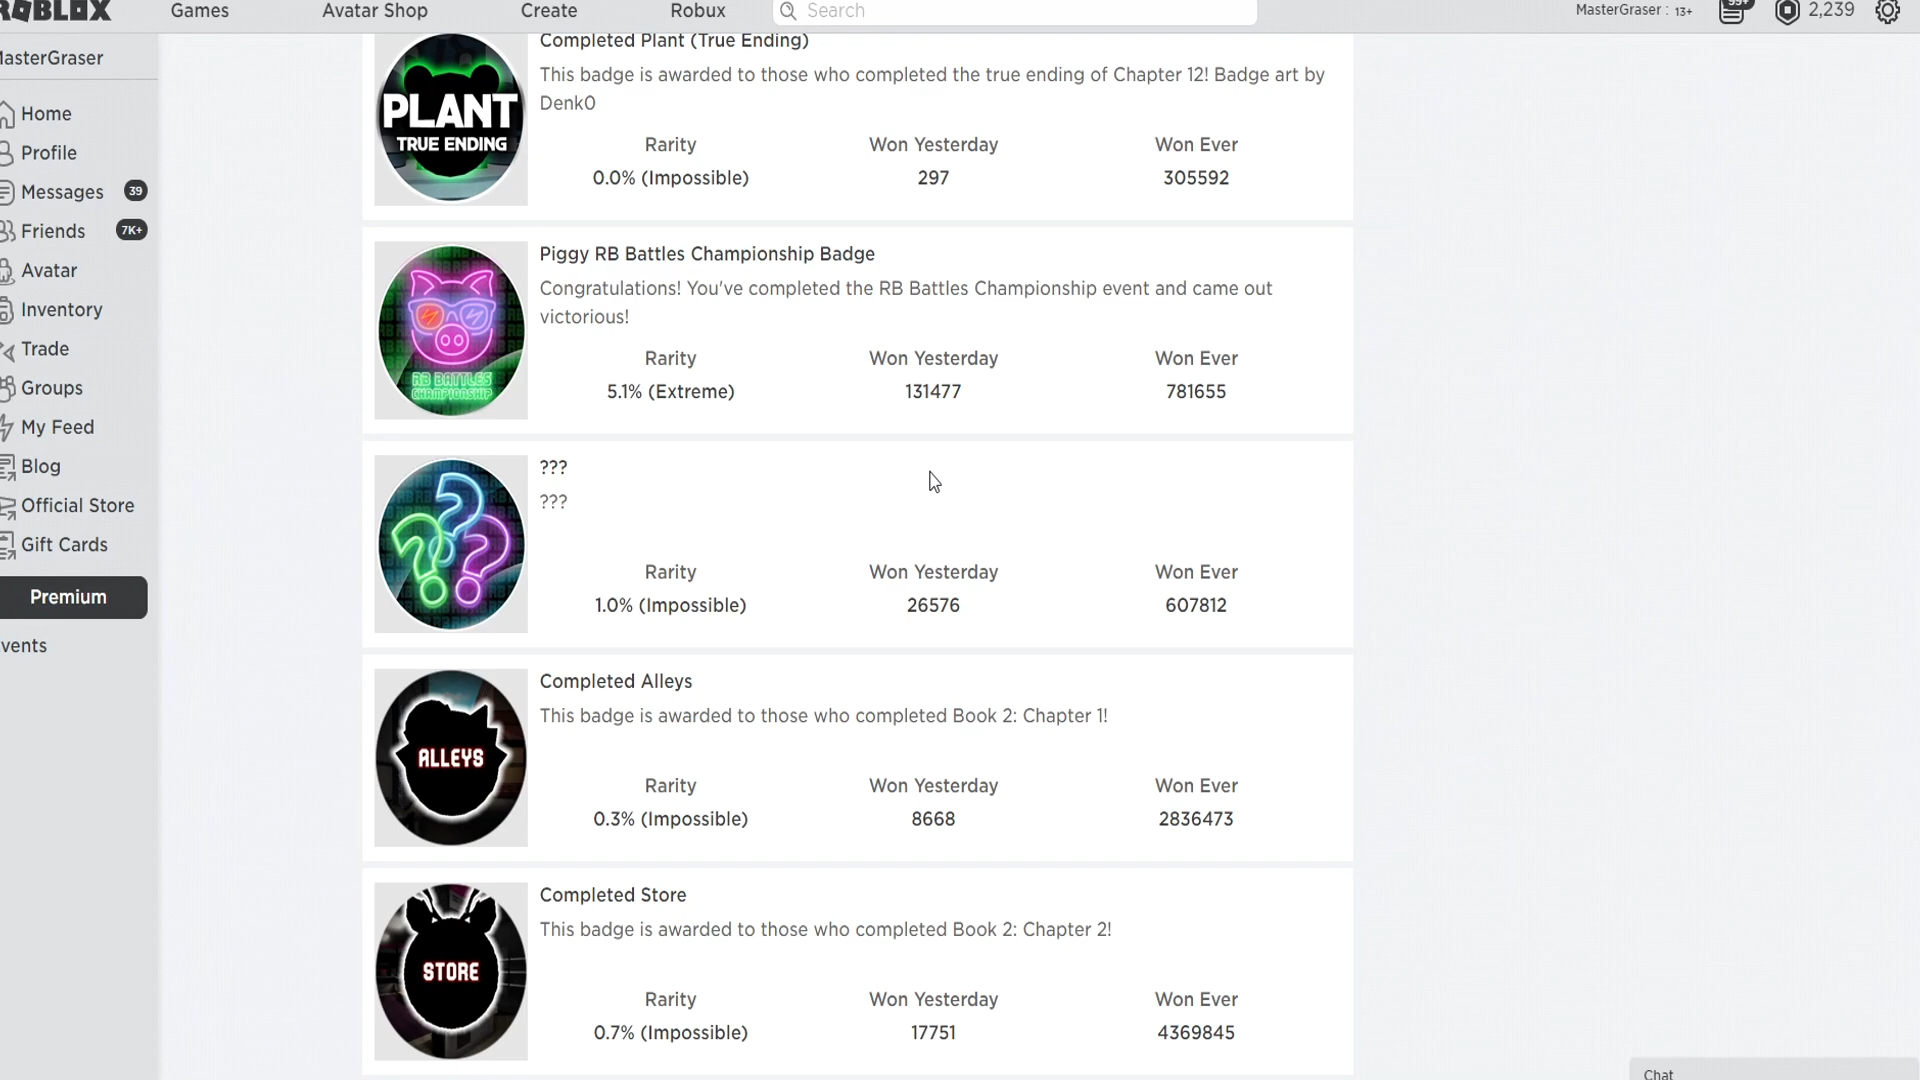 ROBLOX Games Avatar Shop Create Robux Search MasterGraser : 13+ 99+ 2,239
MasterGraser
Home
Profile
Messages 39
Friends 7K+
Avatar
Inventory
Trade
Groups
My Feed
Blog
Official Store
Gift Cards
Premium
vents
PLANT
TRUE ENDING
Completed Plant (True Ending)
This badge is awarded to those who completed the true ending of Chapter 12! Badge art by
Denk0
Rarity Won Yesterday Won Ever
0.0% (Impossible) 297 305592
RB BATTLES
CHAMPIONSHIP
Piggy RB Battles Championship Badge
Congratulations! You've completed the RB Battles Championship event and came out
victorious!
Rarity Won Yesterday Won Ever
5.1% (Extreme) 131477 781655
???
???
???
Rarity Won Yesterday Won Ever
1.0% (Impossible) 26576 607812
ALLEYS
Completed Alleys
This badge is awarded to those who completed Book 2: Chapter 1!
Rarity Won Yesterday Won Ever
0.3% (Impossible) 8668 2836473
STORE
Completed Store
This badge is awarded to those who completed Book 2: Chapter 2!
Rarity Won Yesterday Won Ever
0.7% (Impossible) 17751 4369845
Chat